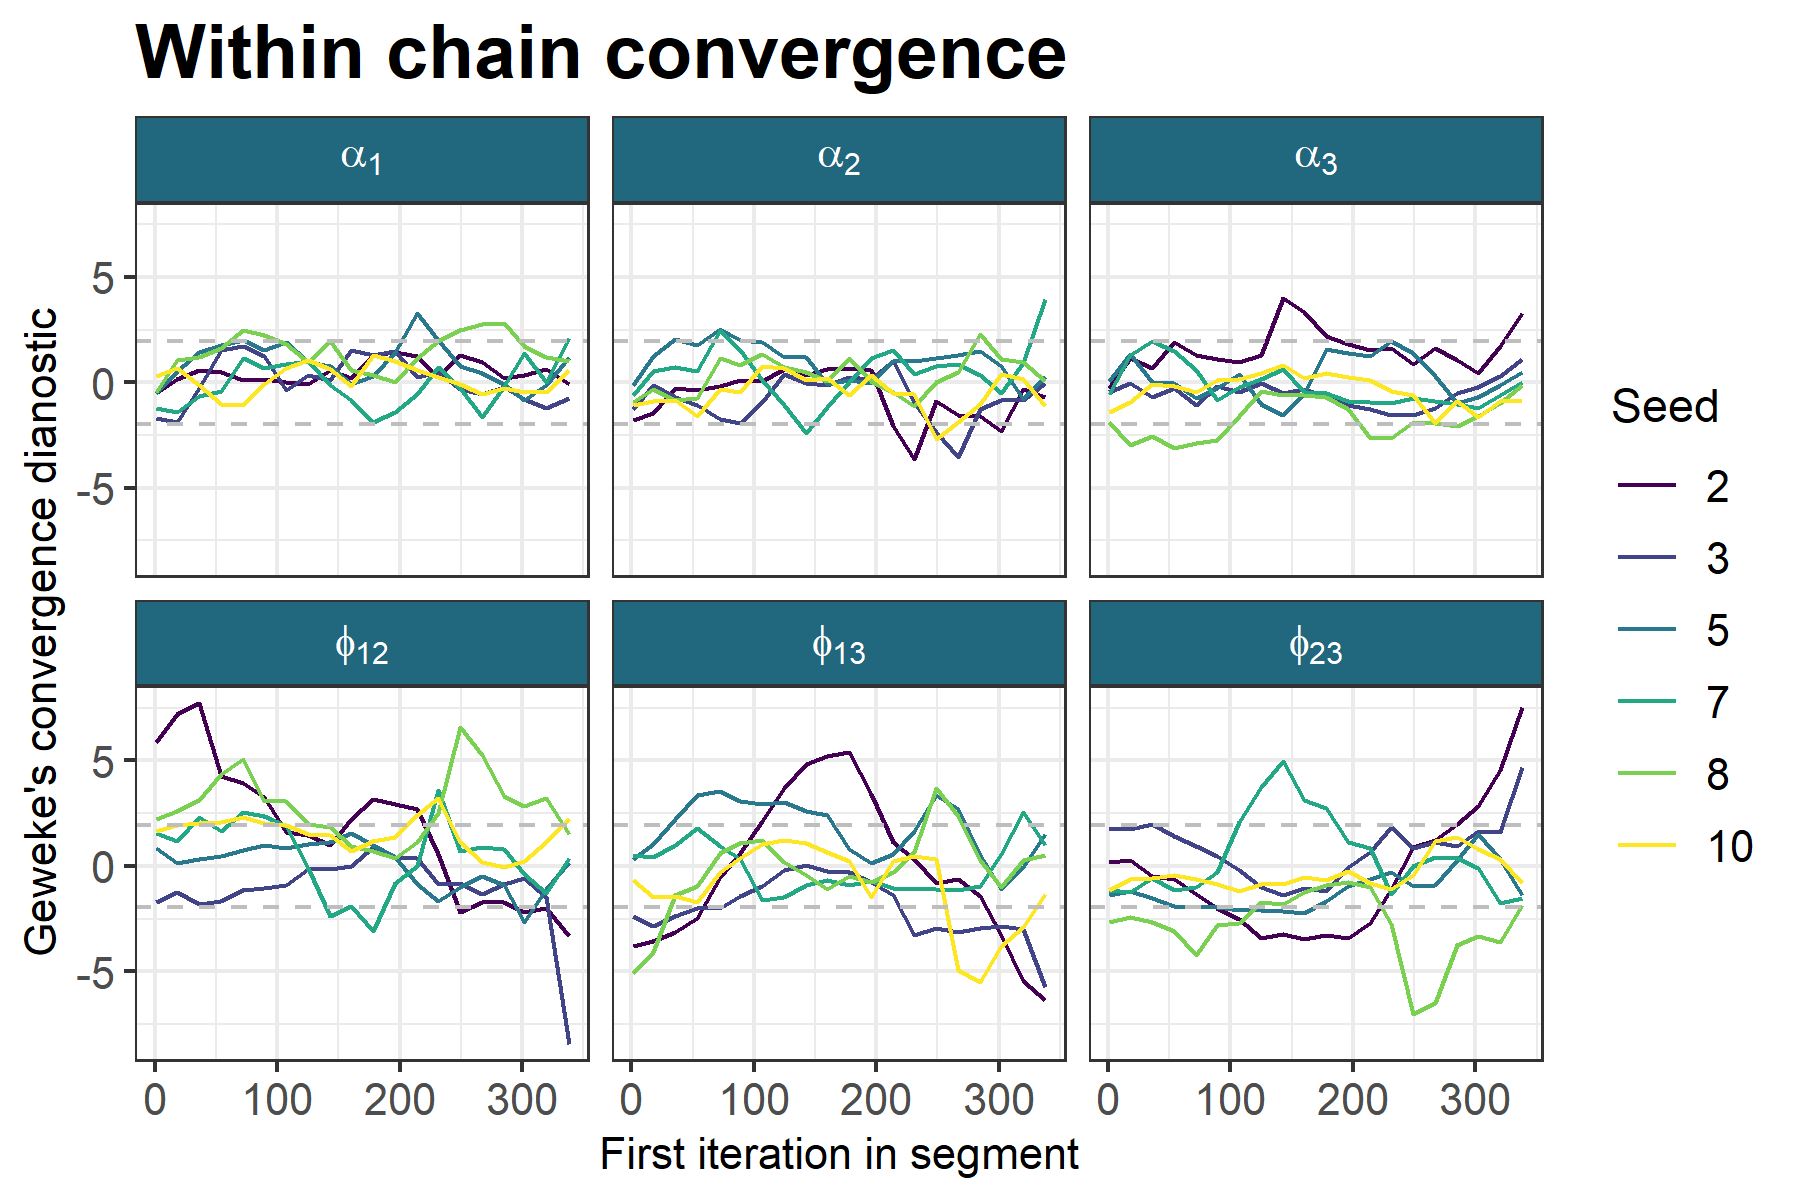 Within chain convergence
α1
α2
α3
5
0
-5
ϕ12
ϕ13
ϕ23
5
0
-5
0 100 200 300
0 100 200 300
0 100 200 300
First iteration in segment
Geweke's convergence dianostic
Seed
2
3
5
7
8
10